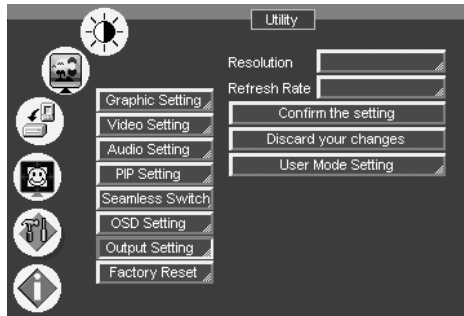 Utility
Resolution
Refresh Rate
Confirm the setting
Discard your changes
User Mode Setting
Graphic Setting
Video Setting
Audio Setting
PIP Setting
Seamless Switch
OSD Setting
Output Setting
Factory Reset